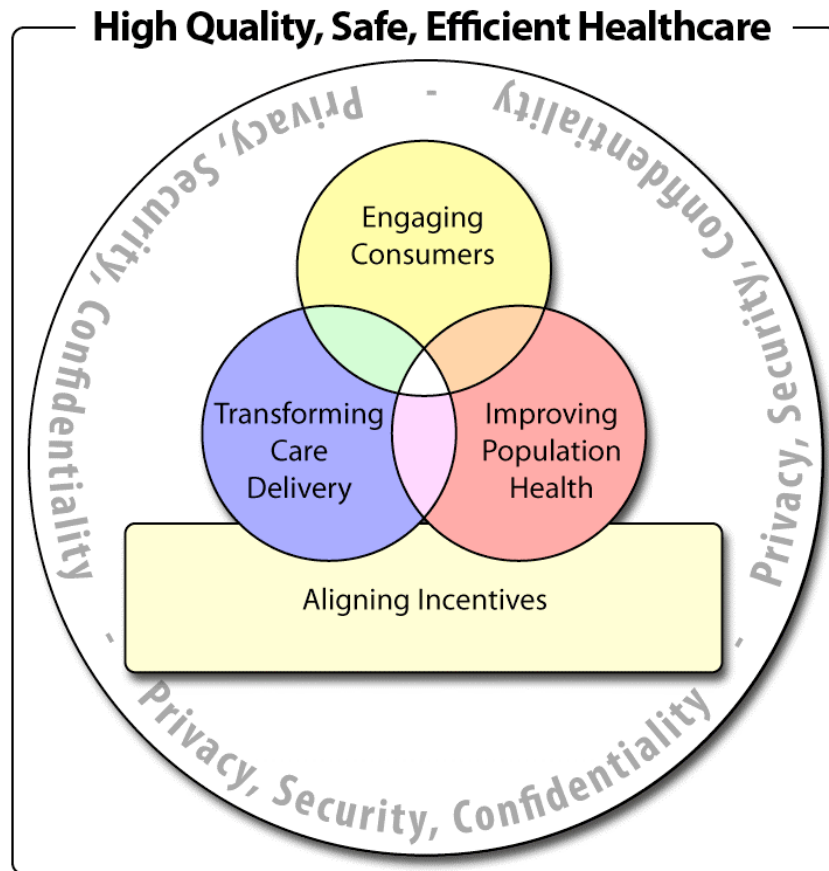 High Quality, Safe, Efficient Healthcare
Privacy, Security, Confidentiality - Privacy, Security, Confidentiality - Privacy, Security, Confidentiality -
Engaging
Consumers
Transforming
Care
Delivery
Improving
Population
Health
Aligning Incentives